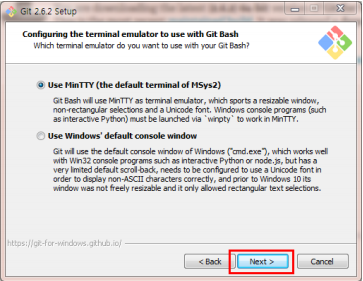 Git 2.6.2 Setup
Configuring the terminal emulator to use with Git Bash
Which terminal emulator do you want to use with your Git Bash?
Use MinTTY (the default terminal of MSys2)
Git Bash will use MinTTY as terminal emulator, which sports a resizable window,
non-rectangular selections and a Unicode font. Windows console programs (such
as interactive Python) must be launched via `winpty` to work in MinTTY.
Use Windows' default console window
Git will use the default console window of Windows ("cmd.exe"), which works well
with Win32 console programs such as interactive Python or node.js, but has a
very limited default scroll-back, needs to be configured to use a Unicode font in
order to display non-ASCII characters correctly, and prior to Windows 10 its
window was not freely resizable and it only allowed rectangular text selections.
https://git-for-windows.github.io/
< Back
Next >
Cancel